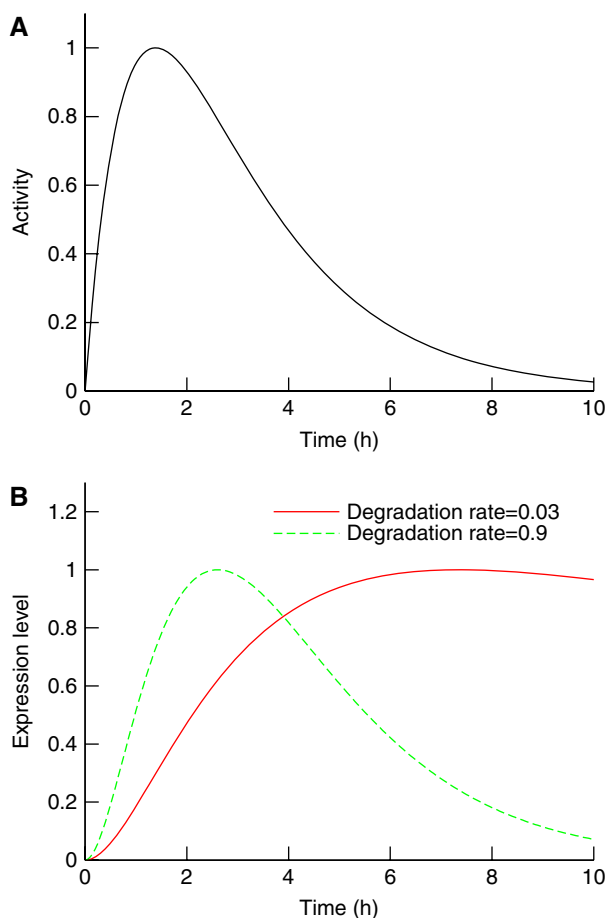 A
1
0.8
0.6
0.4
0.2
0
Activity
0 2 4 6 8 10
Time (h)
B
1.2
1
0.8
0.6
0.4
0.2
0
Expression level
Degradation rate=0.03
Degradation rate=0.9
0 2 4 6 8 10
Time (h)